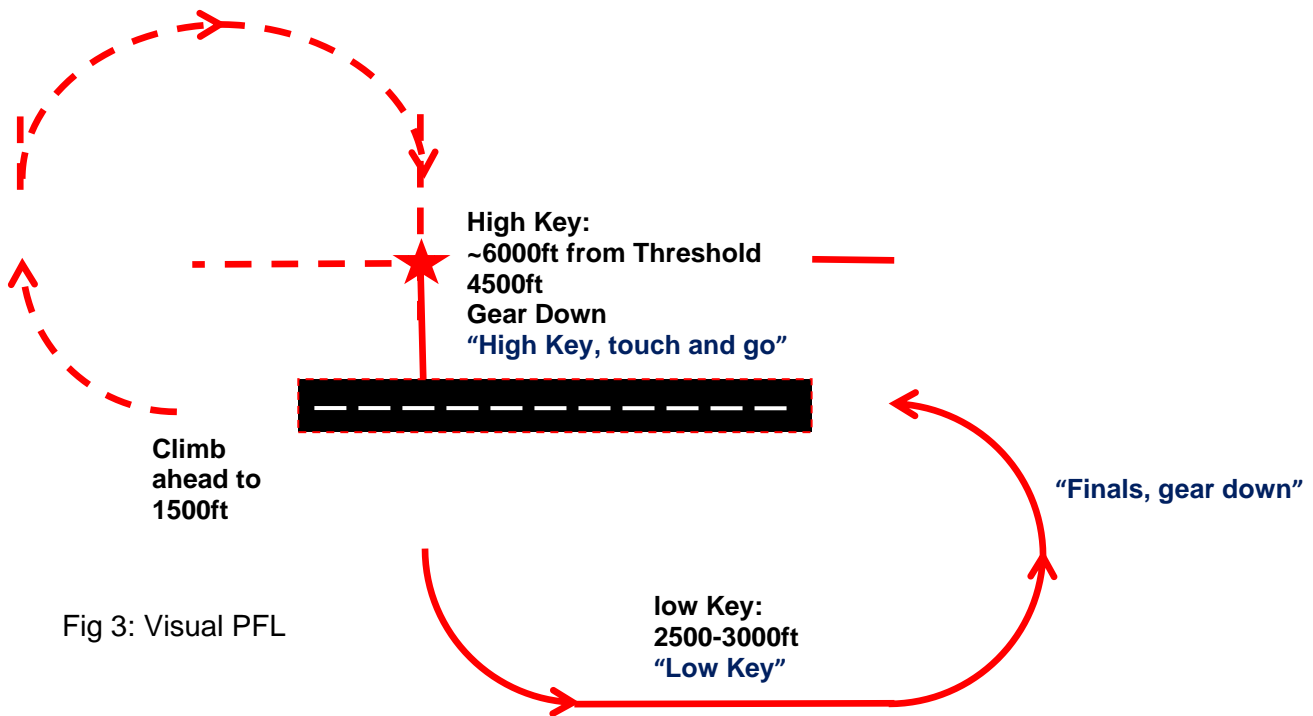 High Key:
~6000ft from Threshold
4500ft
Gear Down
“High Key, touch and go”
Climb
ahead to
1500ft
“Finals, gear down”
low Key:
2500-3000ft
“Low Key”
Fig 3: Visual PFL